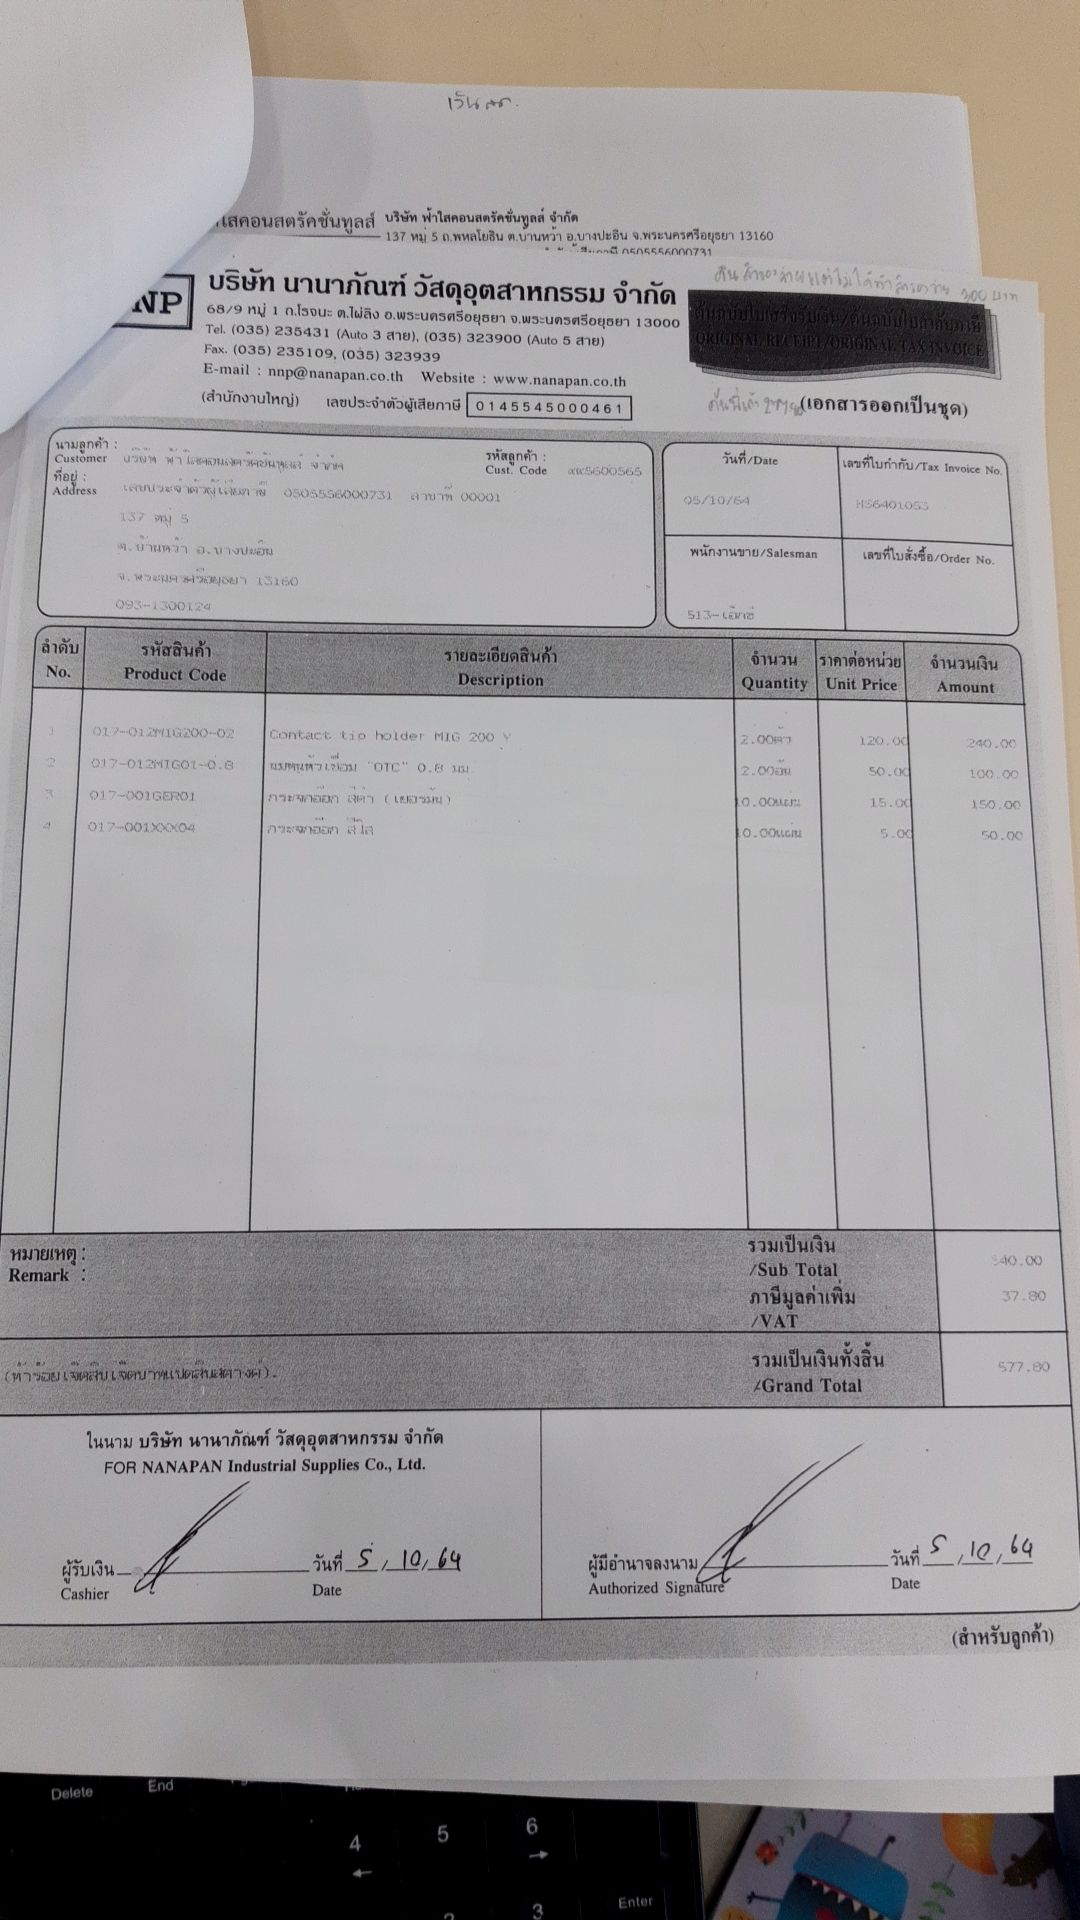 เงินสด.
ใสคอนสตรัคชั่นทูลส์ บริษัท ฟ้าใสคอนสตรัคชั่นทูลส์ จำกัด
137 หมู่ 5 ถ.พหลโยธิน ต.บ้านหว้า อ.บางปะอิน จ.พระนครศรีอยุธยา 13160
0505556000731
NP
บริษัท นานาภัณฑ์ วัสดุอุตสาหกรรม จำกัด
68/9 หมู่ 1 ถ.โรจนะ ต.ไผ่ลิง อ.พระนครศรีอยุธยา จ.พระนครศรีอยุธยา 13000
Tel. (035) 235431 (Auto 3 สาย), (035) 323900 (Auto 5 สาย)
Fax. (035) 235109, (035) 323939
E-mail : nnp@nanapan.co.th Website : www.nanapan.co.th
(สำนักงานใหญ่) เลขประจำตัวผู้เสียภาษี 0145545000461
300 บาท
ต้นฉบับใบเสร็จรับเงิน/ต้นฉบับใบกำกับภาษี
ORIGINAL RECEIPT/ORIGINAL TAX INVOICE
(เอกสารออกเป็นชุด)
นามลูกค้า :
Customer บริษัท ฟ้าใสคอนสตรัคชั่นทูลส์ จำกัด
รหัสลูกค้า :
Cust. Code
ที่อยู่ :
Address เลขประจำตัวผู้เสียภาษี 0505556000731 สาขาที่ 00001
137 หมู่ 5
ต.บ้านหว้า อ.บางปะอิน
จ.พระนครศรีอยุธยา 13160
093-1300124
วันที่/Date
05/10/64
เลขที่ใบกำกับ/Tax Invoice No.
HS6401053
พนักงานขาย/Salesman
513-เอ็กซ์
เลขที่ใบสั่งซื้อ/Order No.
ลำดับ รหัสสินค้า รายละเอียดสินค้า จำนวน ราคาต่อหน่วย จำนวนเงิน
No. Product Code Description Quantity Unit Price Amount
1 017-012MIG200-02 Contact tip holder MIG 200 Y 2.00ตัว 120.00 240.00
2 017-012MIG01-0.8 นมหนูหัวเชื่อม "OTC" 0.8 มม 2.00อัน 50.00 100.00
3 017-001GER01 กระจกอ๊อก สีดำ (เยอรมัน) 10.00แผ่น 15.00 150.00
4 017-001XXX04 กระจกอ๊อก สีใส 10.00แผ่น 5.00 50.00
หมายเหตุ :
Remark :
รวมเป็นเงิน
/Sub Total 540.00
ภาษีมูลค่าเพิ่ม
/VAT 37.80
(ห้าร้อยเจ็ดสิบเจ็ดบาทแปดสิบสตางค์).
รวมเป็นเงินทั้งสิ้น
/Grand Total 577.80
ในนาม บริษัท นานาภัณฑ์ วัสดุอุตสาหกรรม จำกัด
FOR NANAPAN Industrial Supplies Co., Ltd.
ผู้รับเงิน วันที่ 5, 10, 64
Cashier Date
ผู้มีอำนาจลงนาม วันที่ 5, 10, 64
Authorized Signature Date
(สำหรับลูกค้า)
Delete End
4 5 6
← →
2 3 Enter